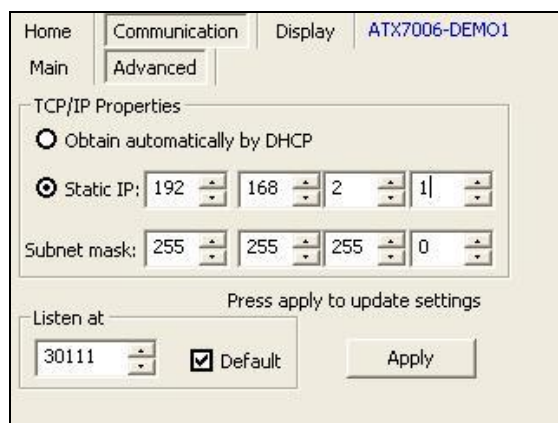 Home Communication Display ATX7006-DEMO1
Main Advanced
TCP/IP Properties
Obtain automatically by DHCP
Static IP: 192 168 2 1
Subnet mask: 255 255 255 0
Press apply to update settings
Listen at
30111 Default Apply